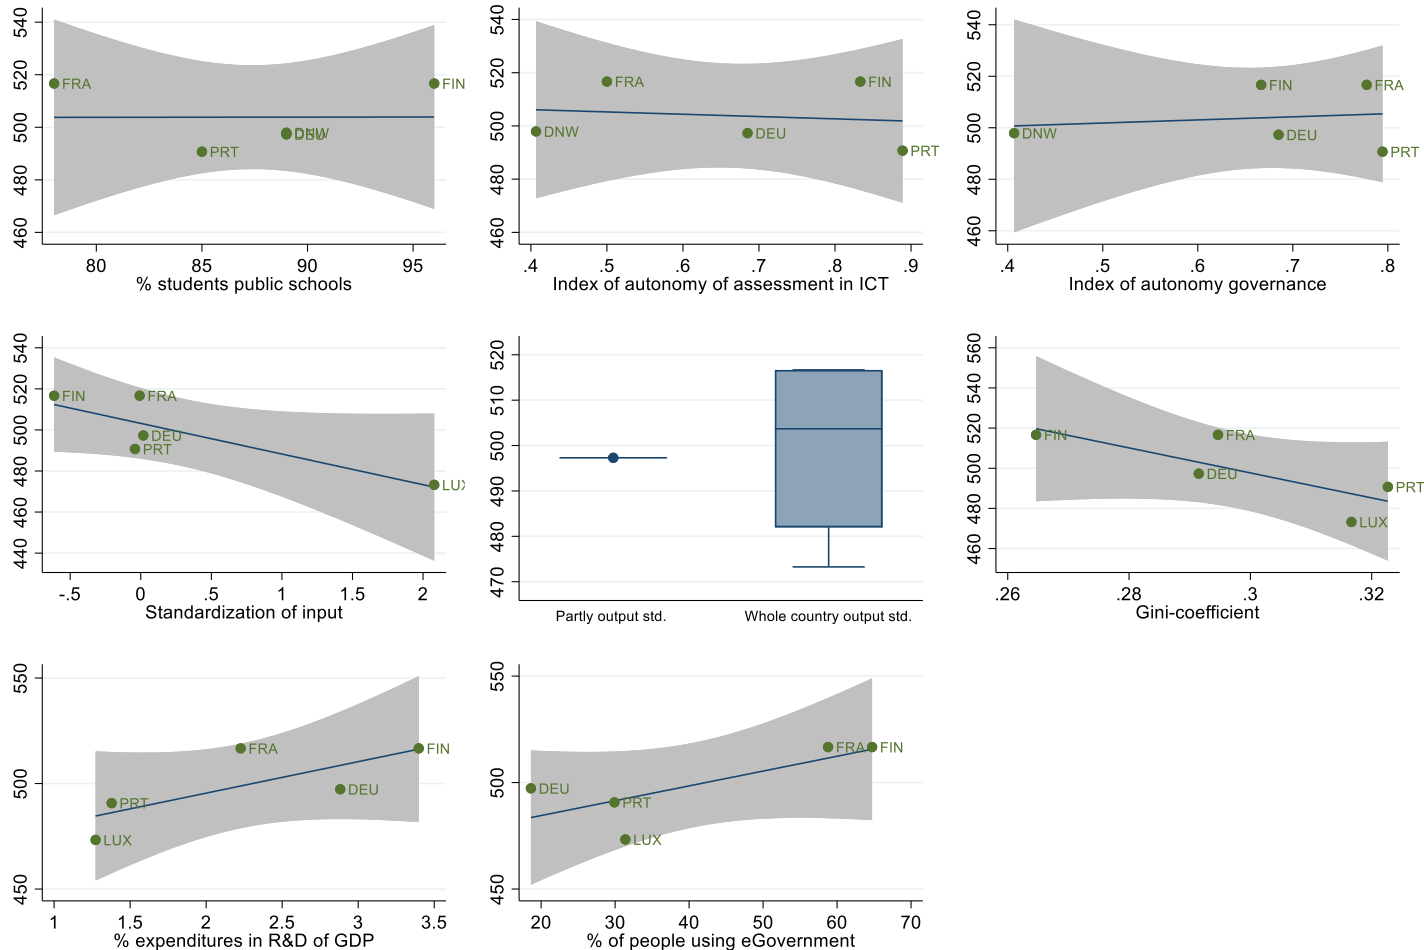 540
520
500
480
460
FRA
FIN
DNW
DEU
PRT
80 85 90 95
% students public schools
540
520
500
480
460
FRA
FIN
DNW
DEU
PRT
.4 .5 .6 .7 .8 .9
Index of autonomy of assessment in ICT
540
520
500
480
460
FIN
FRA
DNW
DEU
PRT
.4 .5 .6 .7 .8
Index of autonomy governance
540
520
500
480
460
440
FIN
FRA
DEU
PRT
LUX
-.5 0 .5 1 1.5 2
Standardization of input
520
510
500
490
480
470
Partly output std. Whole country output std.
560
540
520
500
480
460
FIN
FRA
DEU
PRT
LUX
.26 .28 .3 .32
Gini-coefficient
550
500
450
FRA
FIN
DEU
PRT
LUX
1 1.5 2 2.5 3 3.5
% expenditures in R&D of GDP
550
500
450
FRA
FIN
DEU
PRT
LUX
20 30 40 50 60 70
% of people using eGovernment